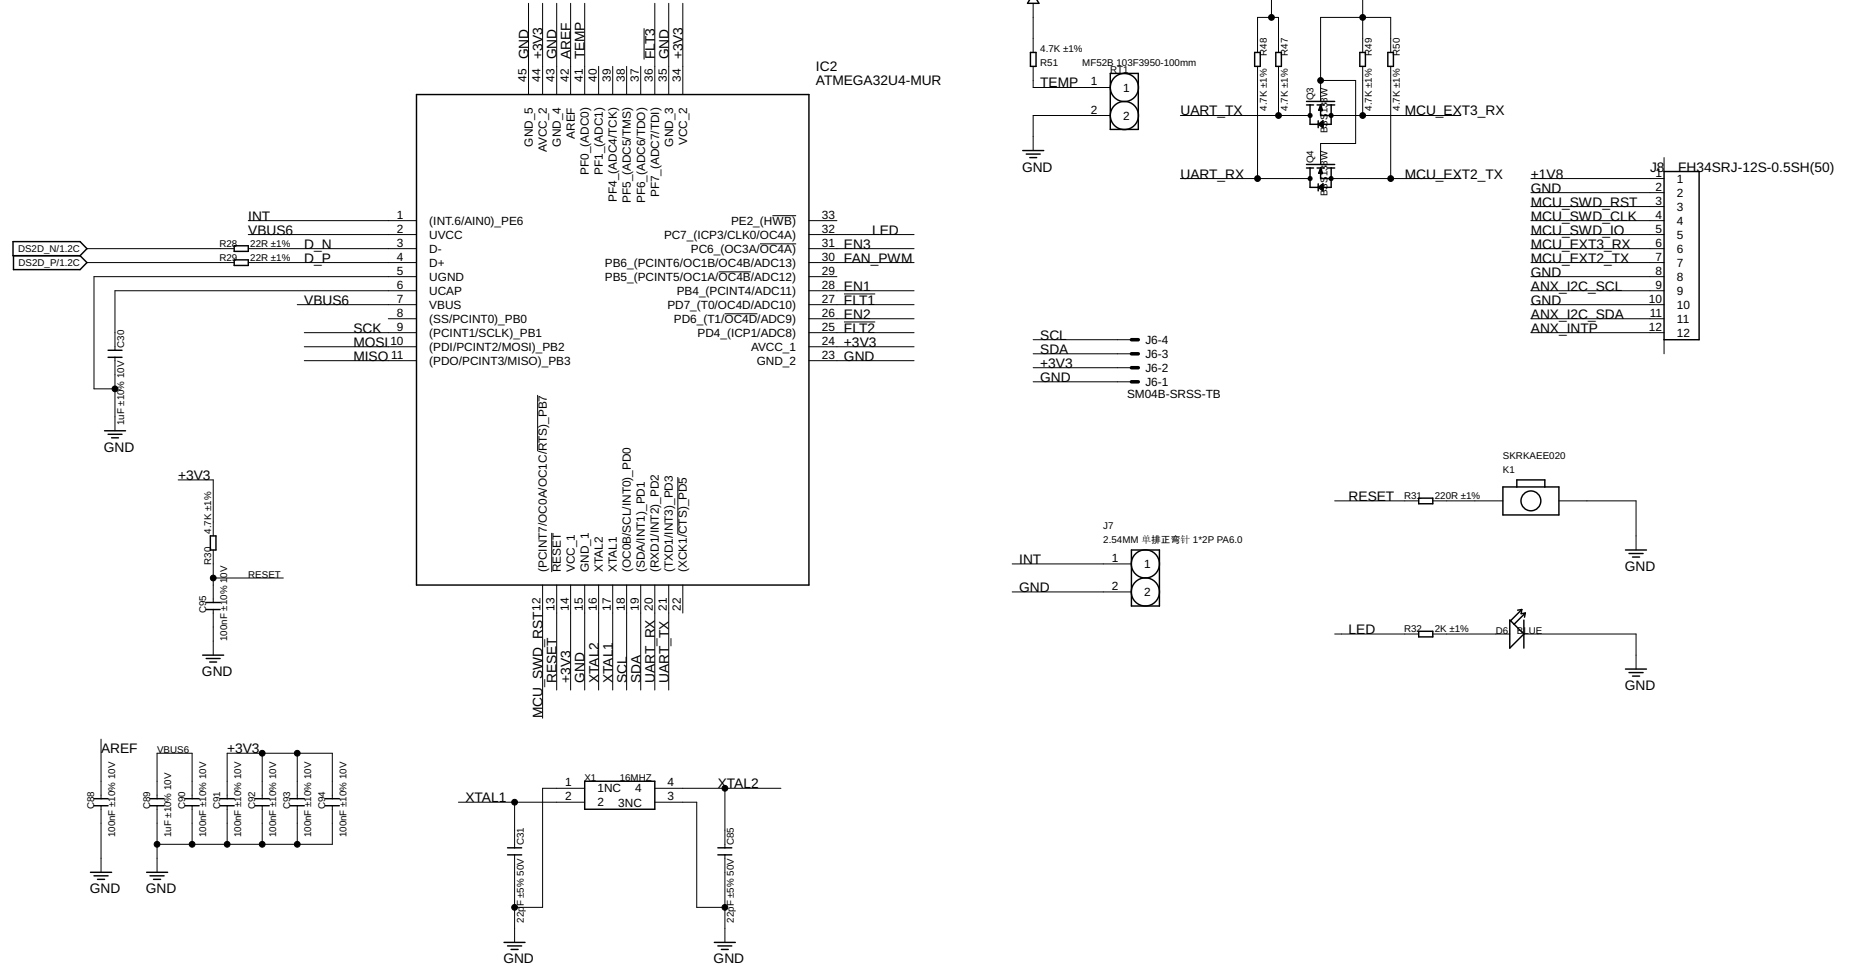 IC2
ATMEGA32U4-MUR
45 GND GND_5
44 +3V3 AVCC_2
43 GND GND_4
42 AREF AREF
41 TEMP PF0_(ADC0)
40 PF1_(ADC1)
39 PF4_(ADC4/TCK)
38 PF5_(ADC5/TMS)
37 PF6_(ADC6/TDO)
36 FLT3 PF7_(ADC7/TDI)
35 GND GND_3
34 +3V3 VCC_2
INT 1 (INT.6/AIN0)_PE6
VBUS6 2 UVCC
DS2D_N/1.2C R28 22R ±1% D_N 3 D-
DS2D_P/1.2C R29 22R ±1% D_P 4 D+
5 UGND
6 UCAP
VBUS6 7 VBUS
8 (SS/PCINT0)_PB0
SCK 9 (PCINT1/SCLK)_PB1
MOSI 10 (PDI/PCINT2/MOSI)_PB2
MISO 11 (PDO/PCINT3/MISO)_PB3
PE2_(HWB) 33
PC7_(ICP3/CLK0/OC4A) 32 LED
PC6_(OC3A/OC4A) 31 EN3
PB6_(PCINT6/OC1B/OC4B/ADC13) 30 FAN_PWM
PB5_(PCINT5/OC1A/OC4B/ADC12) 29
PB4_(PCINT4/ADC11) 28 EN1
PD7_(T0/OC4D/ADC10) 27 FLT1
PD6_(T1/OC4D/ADC9) 26 EN2
PD4_(ICP1/ADC8) 25 FLT2
AVCC_1 24 +3V3
GND_2 23 GND
(PCINT7/OC0A/OC1C/RTS)_PB7 12 MCU_SWD_RST
RESET 13 RESET
VCC_1 14 +3V3
GND_1 15 GND
XTAL2 16 XTAL2
XTAL1 17 XTAL1
(OC0B/SCL/INT0)_PD0 18 SCL
(SDA/INT1)_PD1 19 SDA
(RXD1/INT2)_PD2 20 UART_RX
(TXD1/INT3)_PD3 21 UART_TX
(XCK1/CTS)_PD5 22
C30
1uF ±10% 10V
GND
+3V3
4.7K ±1%
R30
RESET
C95
100nF ±10% 10V
GND
AREF
C88
100nF ±10% 10V
GND
VBUS6
C89
1uF ±10% 10V
C90
100nF ±10% 10V
+3V3
C91
100nF ±10% 10V
C92
100nF ±10% 10V
C93
100nF ±10% 10V
C94
100nF ±10% 10V
GND
X1 16MHZ
1 1NC 4 4
2 2 3NC 3
XTAL1
XTAL2
C31
22pF ±5% 50V
GND
C85
22pF ±5% 50V
GND
4.7K ±1%
R51
MF52B 103F3950-100mm
RT1
TEMP 1 1
2 2
GND
R48
4.7K ±1%
R47
4.7K ±1%
R49
4.7K ±1%
R50
4.7K ±1%
UART_TX
Q3
MCU_EXT3_RX
UART_RX
Q4
MCU_EXT2_TX
J8 FH34SRJ-12S-0.5SH(50)
+1V8 1 1
GND 2 2
MCU_SWD_RST 3 3
MCU_SWD_CLK 4 4
MCU_SWD_IO 5 5
MCU_EXT3_RX 6 6
MCU_EXT2_TX 7 7
GND 8 8
ANX_I2C_SCL 9 9
GND 10 10
ANX_I2C_SDA 11 11
ANX_INTP 12 12
SCL J6-4
SDA J6-3
+3V3 J6-2
GND J6-1
SM04B-SRSS-TB
J7
2.54MM 单排正弯针 1*2P PA6.0
INT 1 1
GND 2 2
SKRKAEE020
K1
RESET R31 220R ±1%
GND
LED R32 2K ±1% D6 BLUE
GND